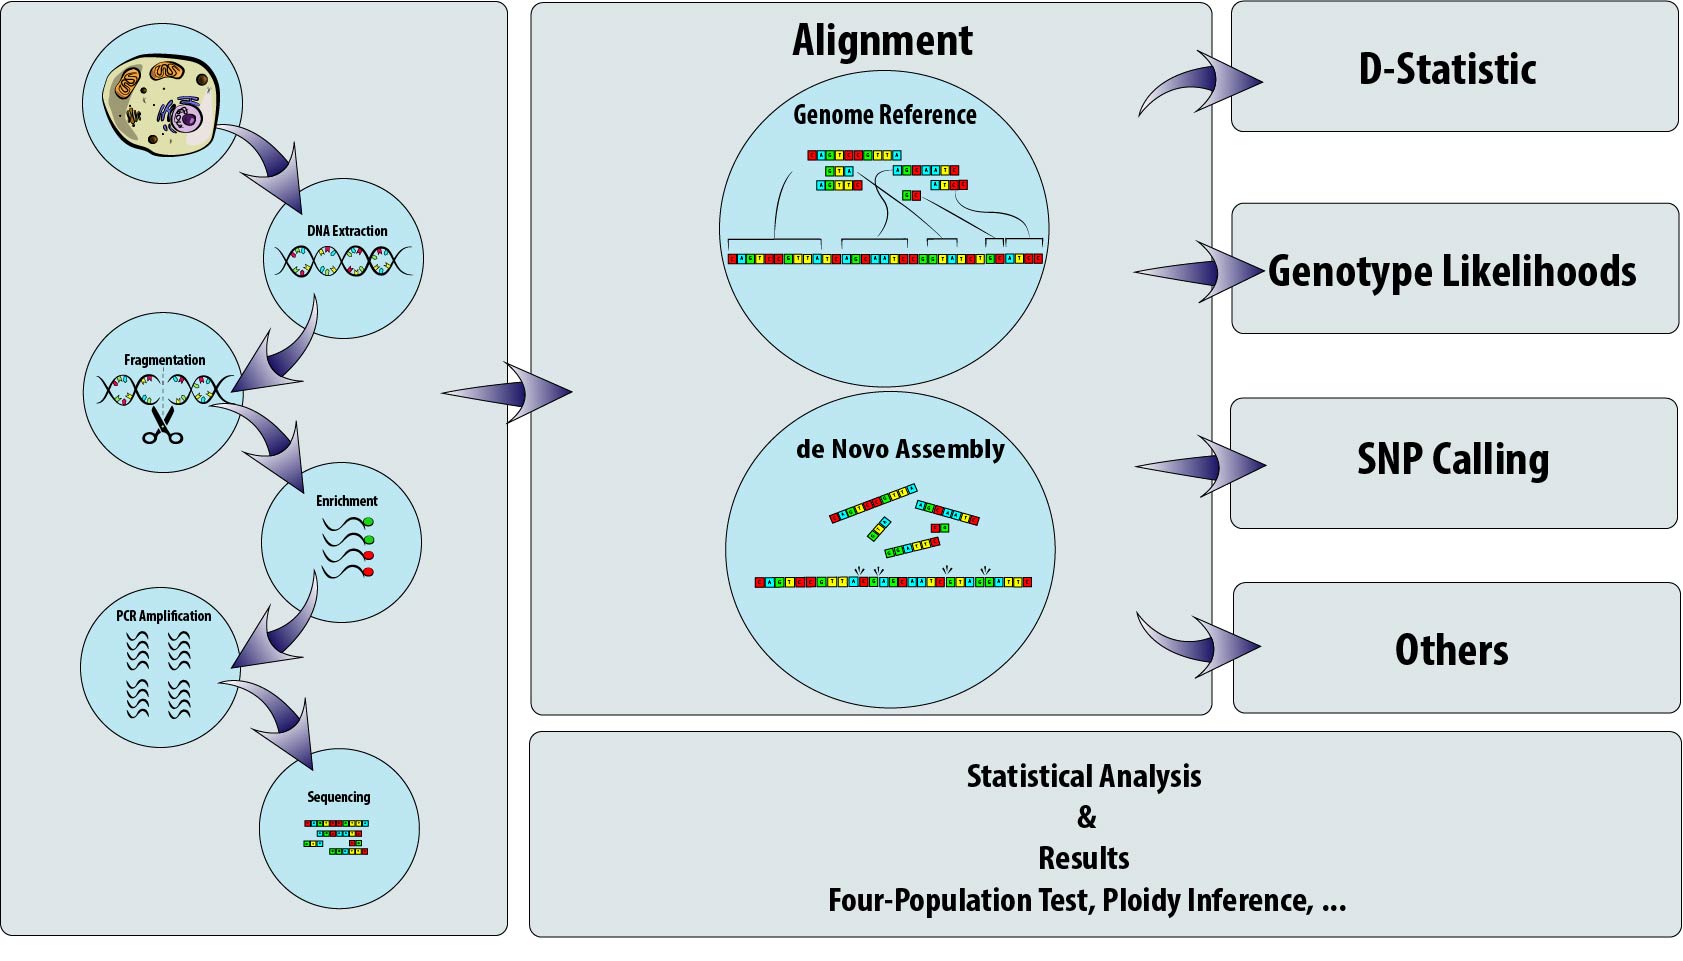 DNA Extraction
Fragmentation
Enrichment
PCR Amplification
Sequencing
Alignment
Genome Reference
de Novo Assembly
D-Statistic
Genotype Likelihoods
SNP Calling
Others
Statistical Analysis
&
Results
Four-Population Test, Ploidy Inference, ...